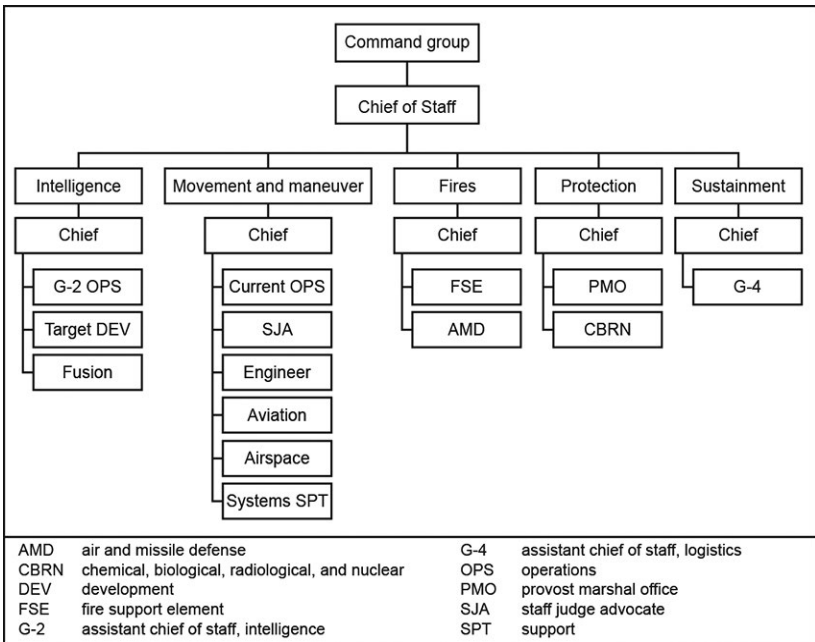 Command group
Chief of Staff
Intelligence
Movement and maneuver
Fires
Protection
Sustainment
Chief
Chief
Chief
Chief
Chief
G-2 OPS
Current OPS
FSE
PMO
G-4
Target DEV
SJA
AMD
CBRN
Fusion
Engineer
Aviation
Airspace
Systems SPT
AMD air and missile defense
CBRN chemical, biological, radiological, and nuclear
DEV development
FSE fire support element
G-2 assistant chief of staff, intelligence
G-4 assistant chief of staff, logistics
OPS operations
PMO provost marshal office
SJA staff judge advocate
SPT support